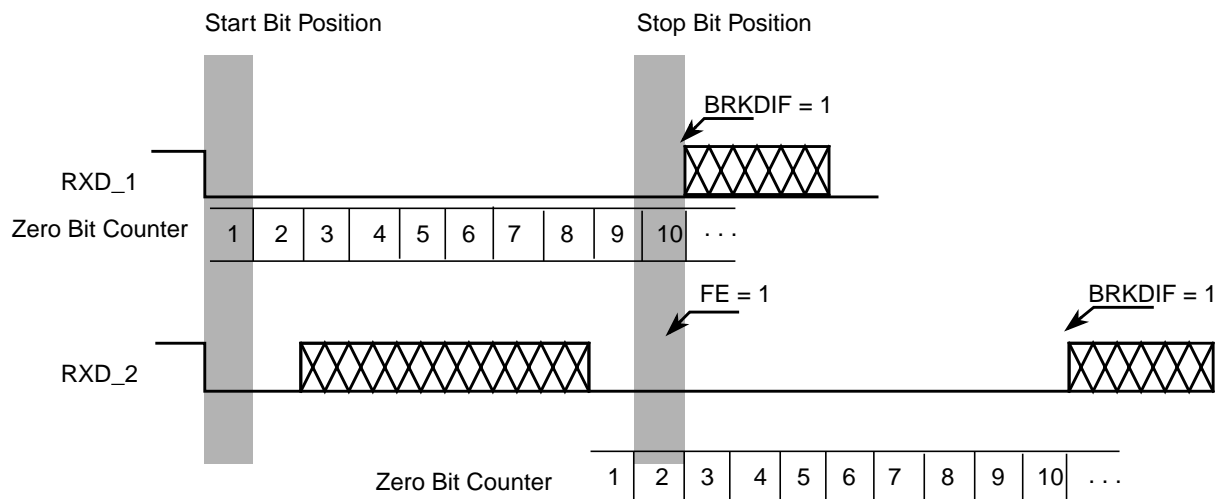 Start Bit Position Stop Bit Position
BRKDIF = 1
RXD_1
Zero Bit Counter 1 2 3 4 5 6 7 8 9 10 . . .
FE = 1 BRKDIF = 1
RXD_2
Zero Bit Counter 1 2 3 4 5 6 7 8 9 10 . . .